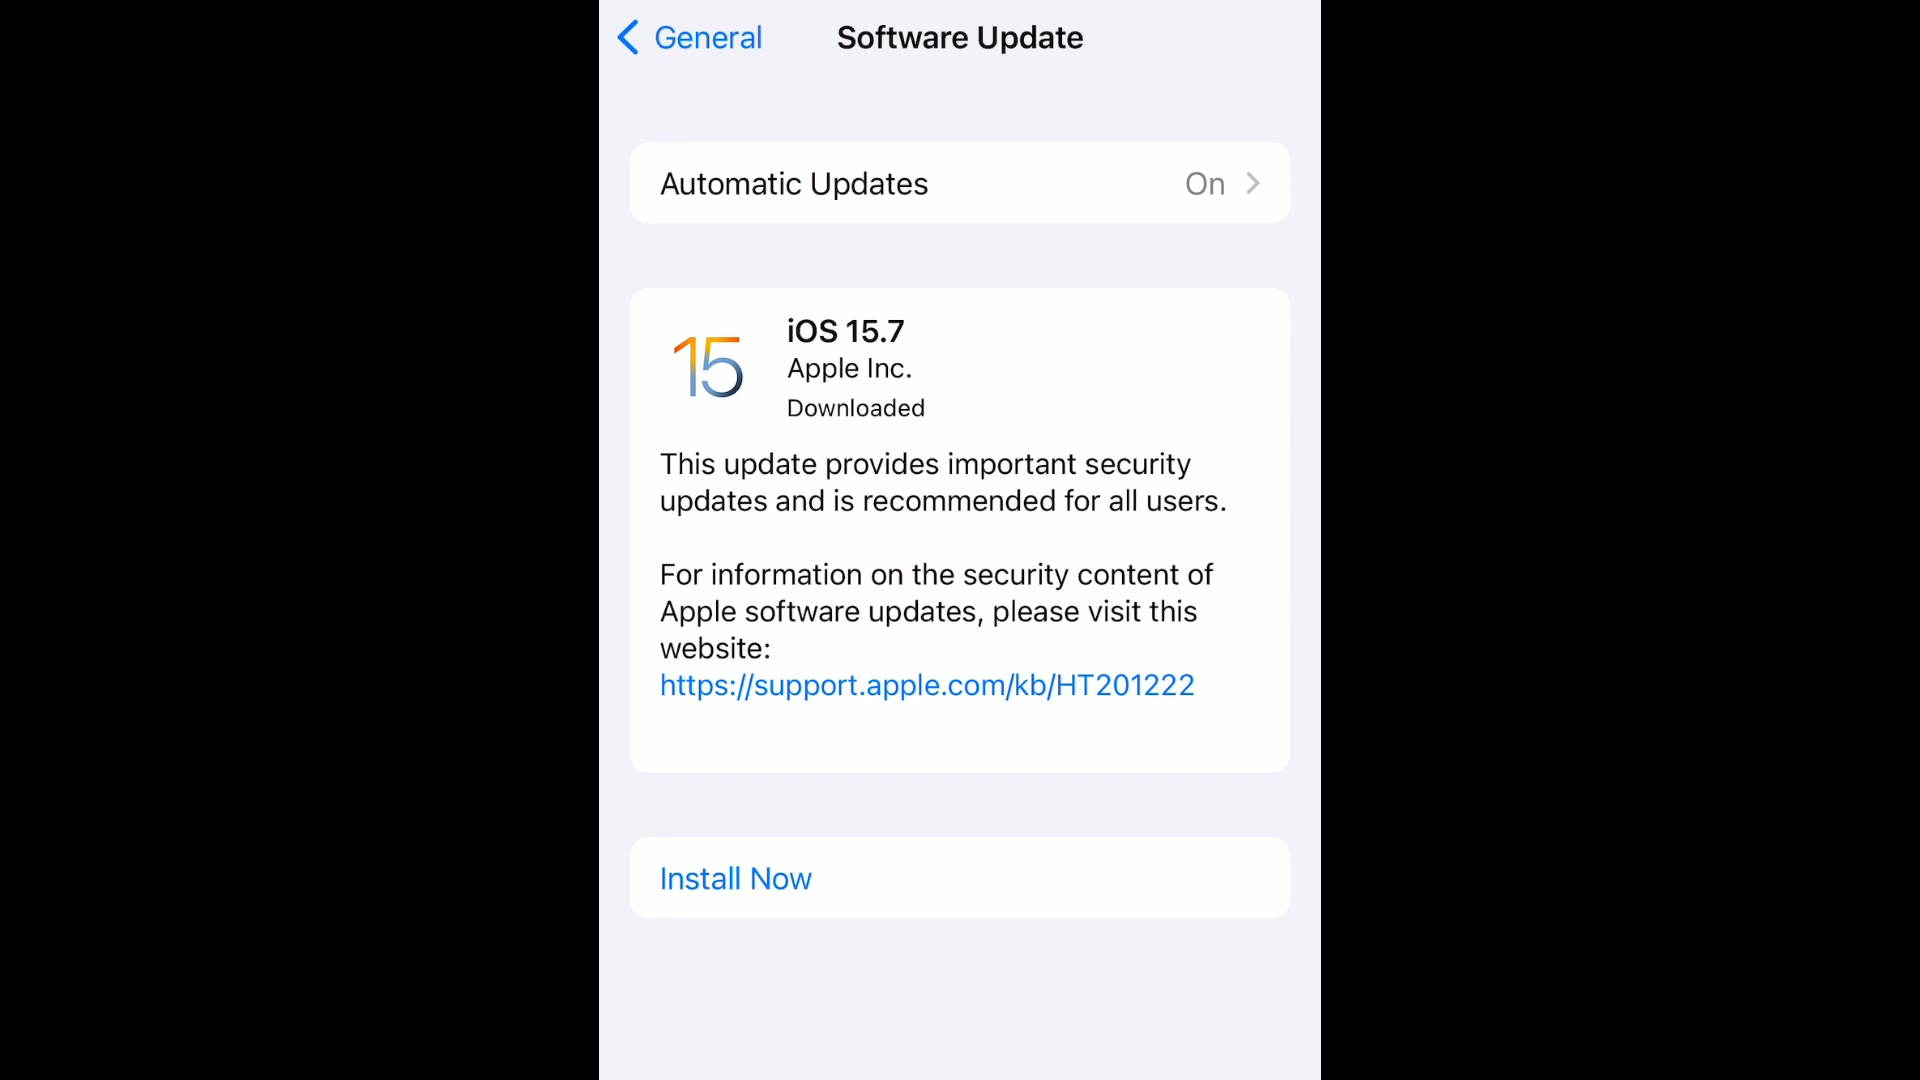 General
Software Update
Automatic Updates On
15
iOS 15.7
Apple Inc.
Downloaded
This update provides important security
updates and is recommended for all users.
For information on the security content of
Apple software updates, please visit this
website:
https://support.apple.com/kb/HT201222
Install Now